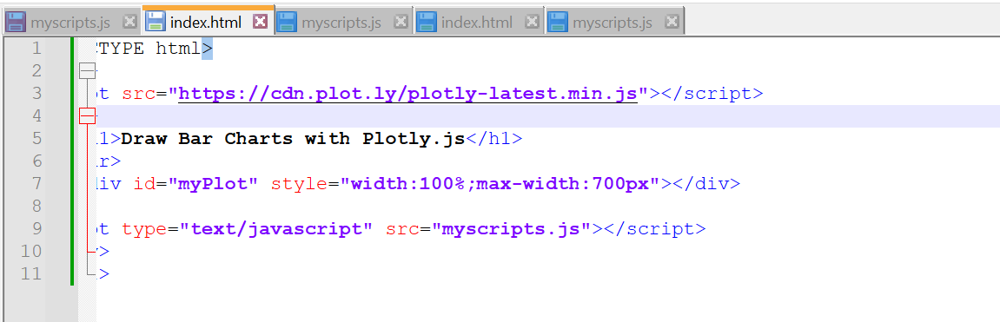 myscripts.js index.html myscripts.js index.html myscripts.js
1 TYPE html>
2
3 t src="https://cdn.plot.ly/plotly-latest.min.js"></script>
4
5 1>Draw Bar Charts with Plotly.js</h1>
6 r>
7 iv id="myPlot" style="width:100%;max-width:700px"></div>
8
9 t type="text/javascript" src="myscripts.js"></script>
10 >
11 >